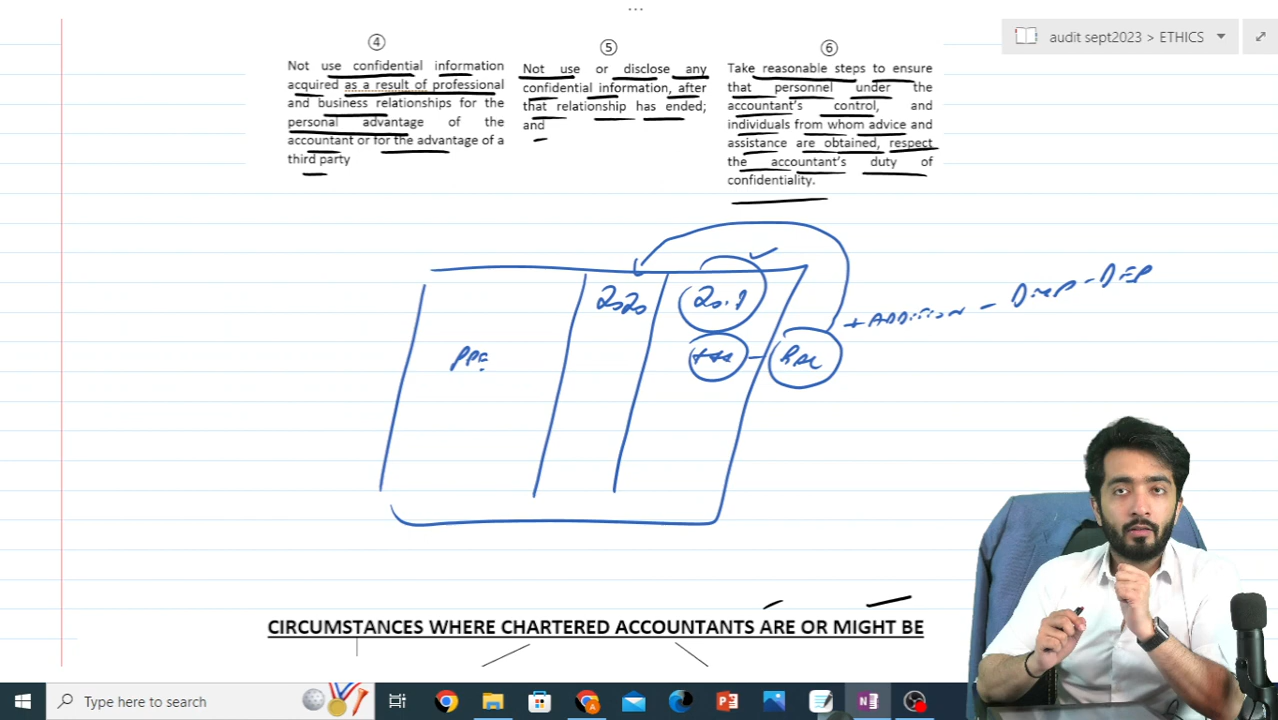 audit sept2023 > ETHICS
④
Not use confidential information
acquired as a result of professional
and business relationships for the
personal advantage of the
accountant or for the advantage of a
third party
⑤
Not use or disclose any
confidential information, after
that relationship has ended;
and
⑥
Take reasonable steps to ensure
that personnel under the
accountant's control, and
individuals from whom advice and
assistance are obtained, respect
the accountant's duty of
confidentiality.
2020
PPE
+ ADDITION -
CIRCUMSTANCES WHERE CHARTERED ACCOUNTANTS ARE OR MIGHT BE
Type here to search